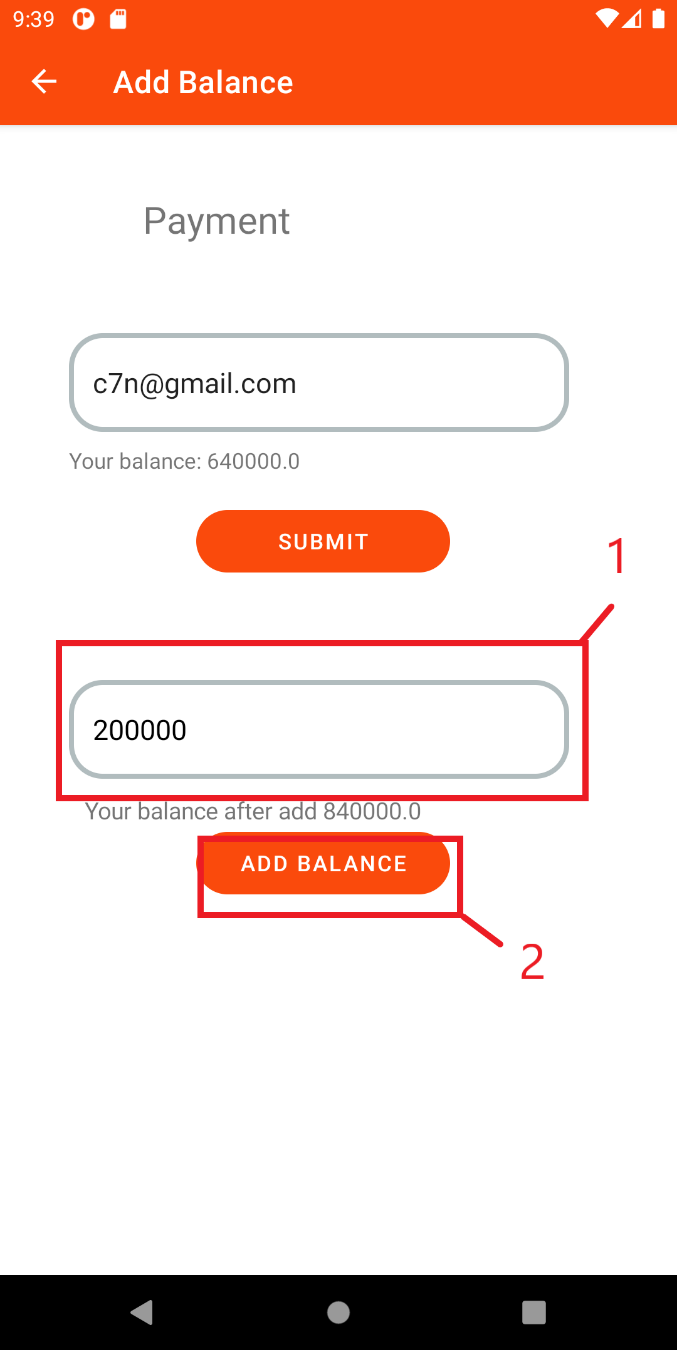 9:39
Add Balance
Payment
c7n@gmail.com
Your balance: 640000.0
SUBMIT
1
200000
Your balance after add 840000.0
ADD BALANCE
2